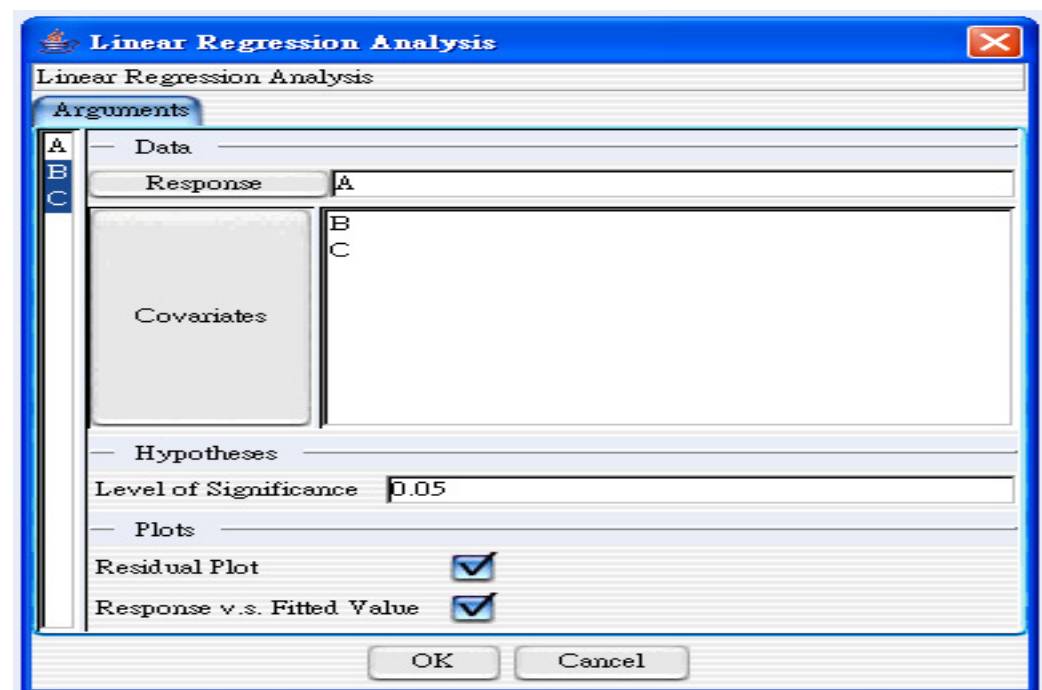 Linear Regression Analysis
Linear Regression Analysis
Arguments
A
B
C
Data
Response A
Covariates
B
C
Hypotheses
Level of Significance 0.05
Plots
Residual Plot
Response v.s. Fitted Value
OK Cancel